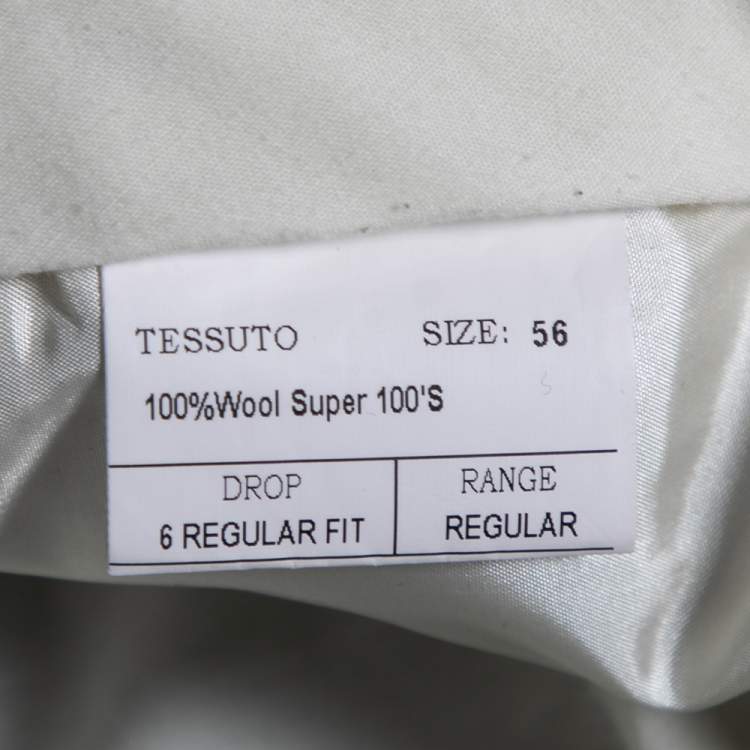 TESSUTO SIZE: 56
100%Wool Super 100'S
DROP RANGE
6 REGULAR FIT REGULAR